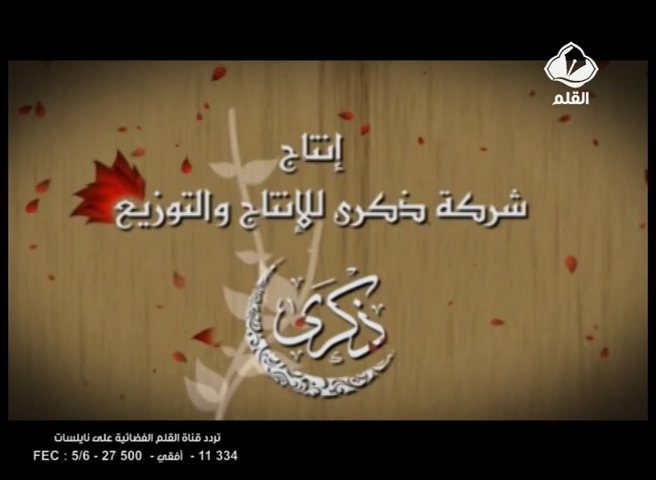 القلم
إنتاج
شركة ذكرى للإنتاج والتوزيع
ذكرى
تردد قناة القلم الفضائية على نايلسات
11 334 - أفقي - 27 500 - FEC : 5/6